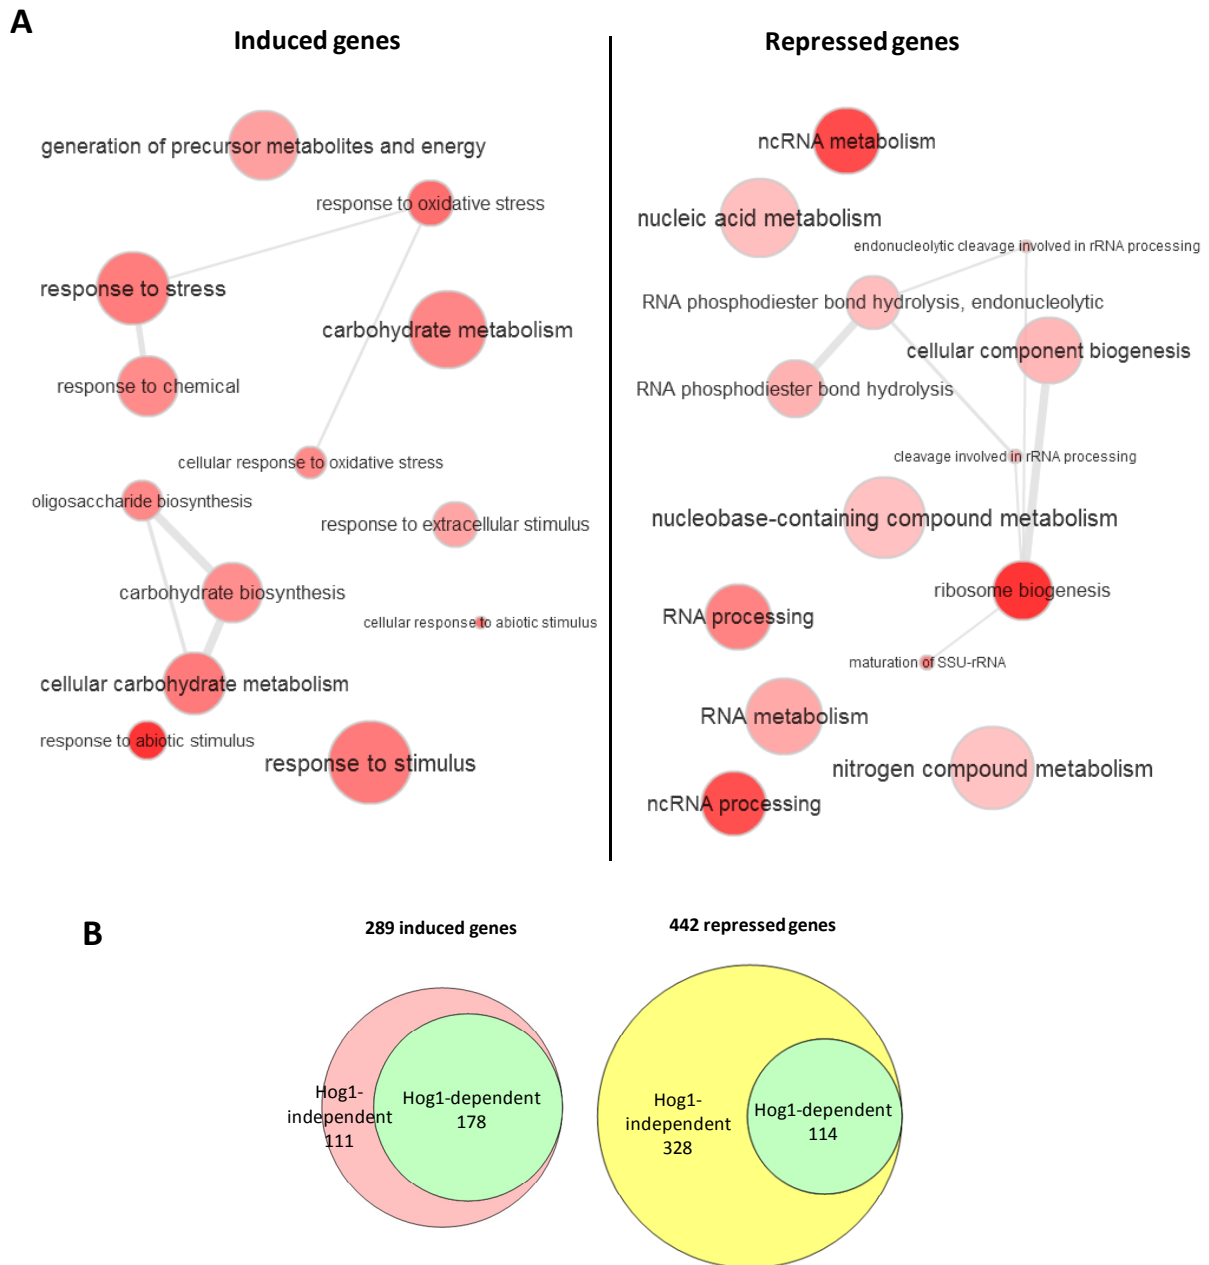 A
Induced genes
Repressed genes
generation of precursor metabolites and energy
response to oxidative stress
response to stress
carbohydrate metabolism
response to chemical
cellular response to oxidative stress
oligosaccharide biosynthesis
response to extracellular stimulus
carbohydrate biosynthesis
cellular response to abiotic stimulus
cellular carbohydrate metabolism
response to abiotic stimulus
response to stimulus
ncRNA metabolism
nucleic acid metabolism
endonucleolytic cleavage involved in rRNA processing
RNA phosphodiester bond hydrolysis, endonucleolytic
cellular component biogenesis
RNA phosphodiester bond hydrolysis
cleavage involved in rRNA processing
nucleobase-containing compound metabolism
ribosome biogenesis
RNA processing
maturation of SSU-rRNA
RNA metabolism
nitrogen compound metabolism
ncRNA processing
B
289 induced genes
442 repressed genes
Hog1-
independent
111
Hog1-dependent
178
Hog1-
independent
328
Hog1-dependent
114